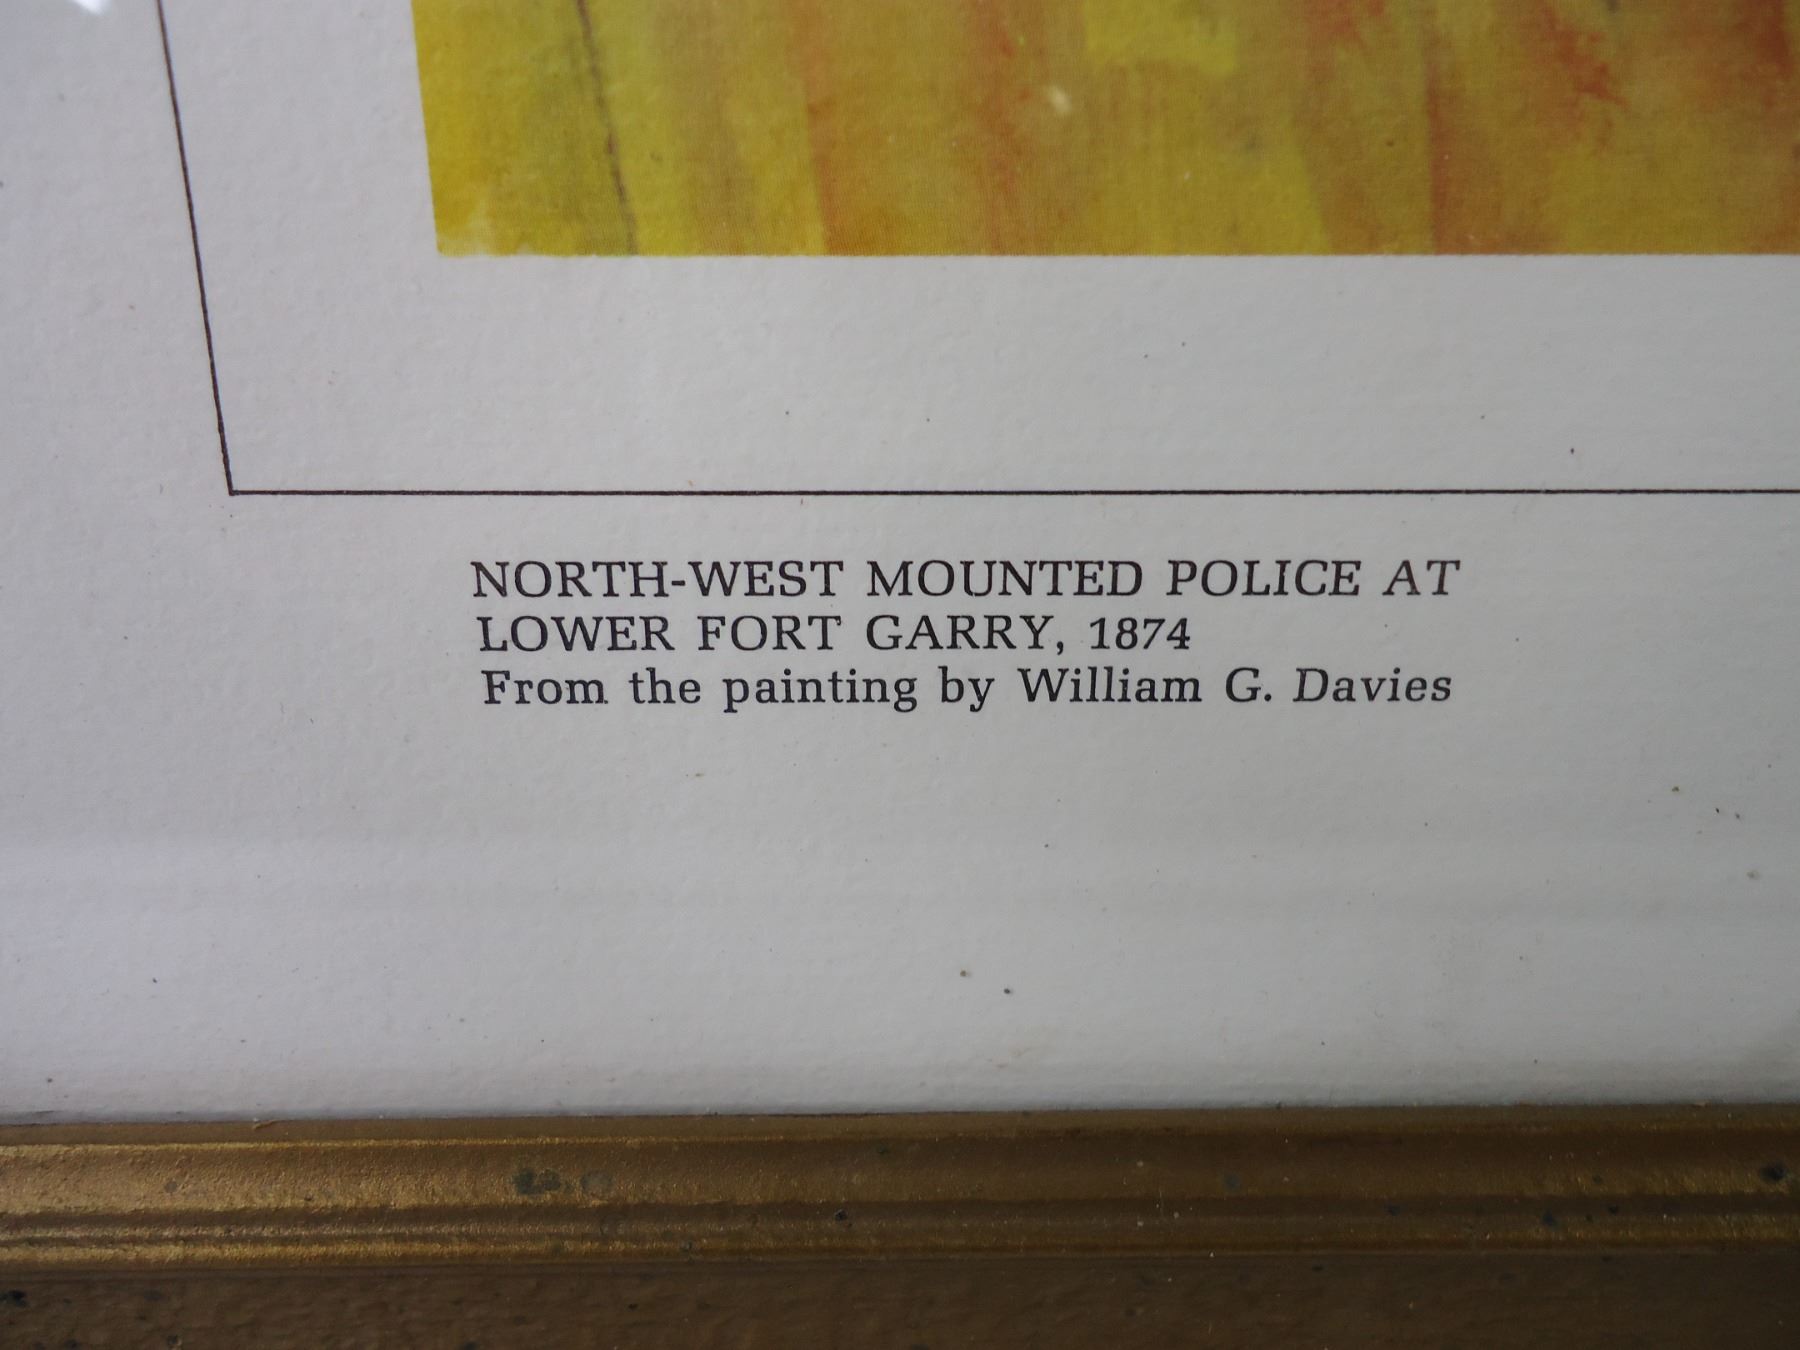 NORTH-WEST MOUNTED POLICE AT
LOWER FORT GARRY, 1874
From the painting by William G. Davies